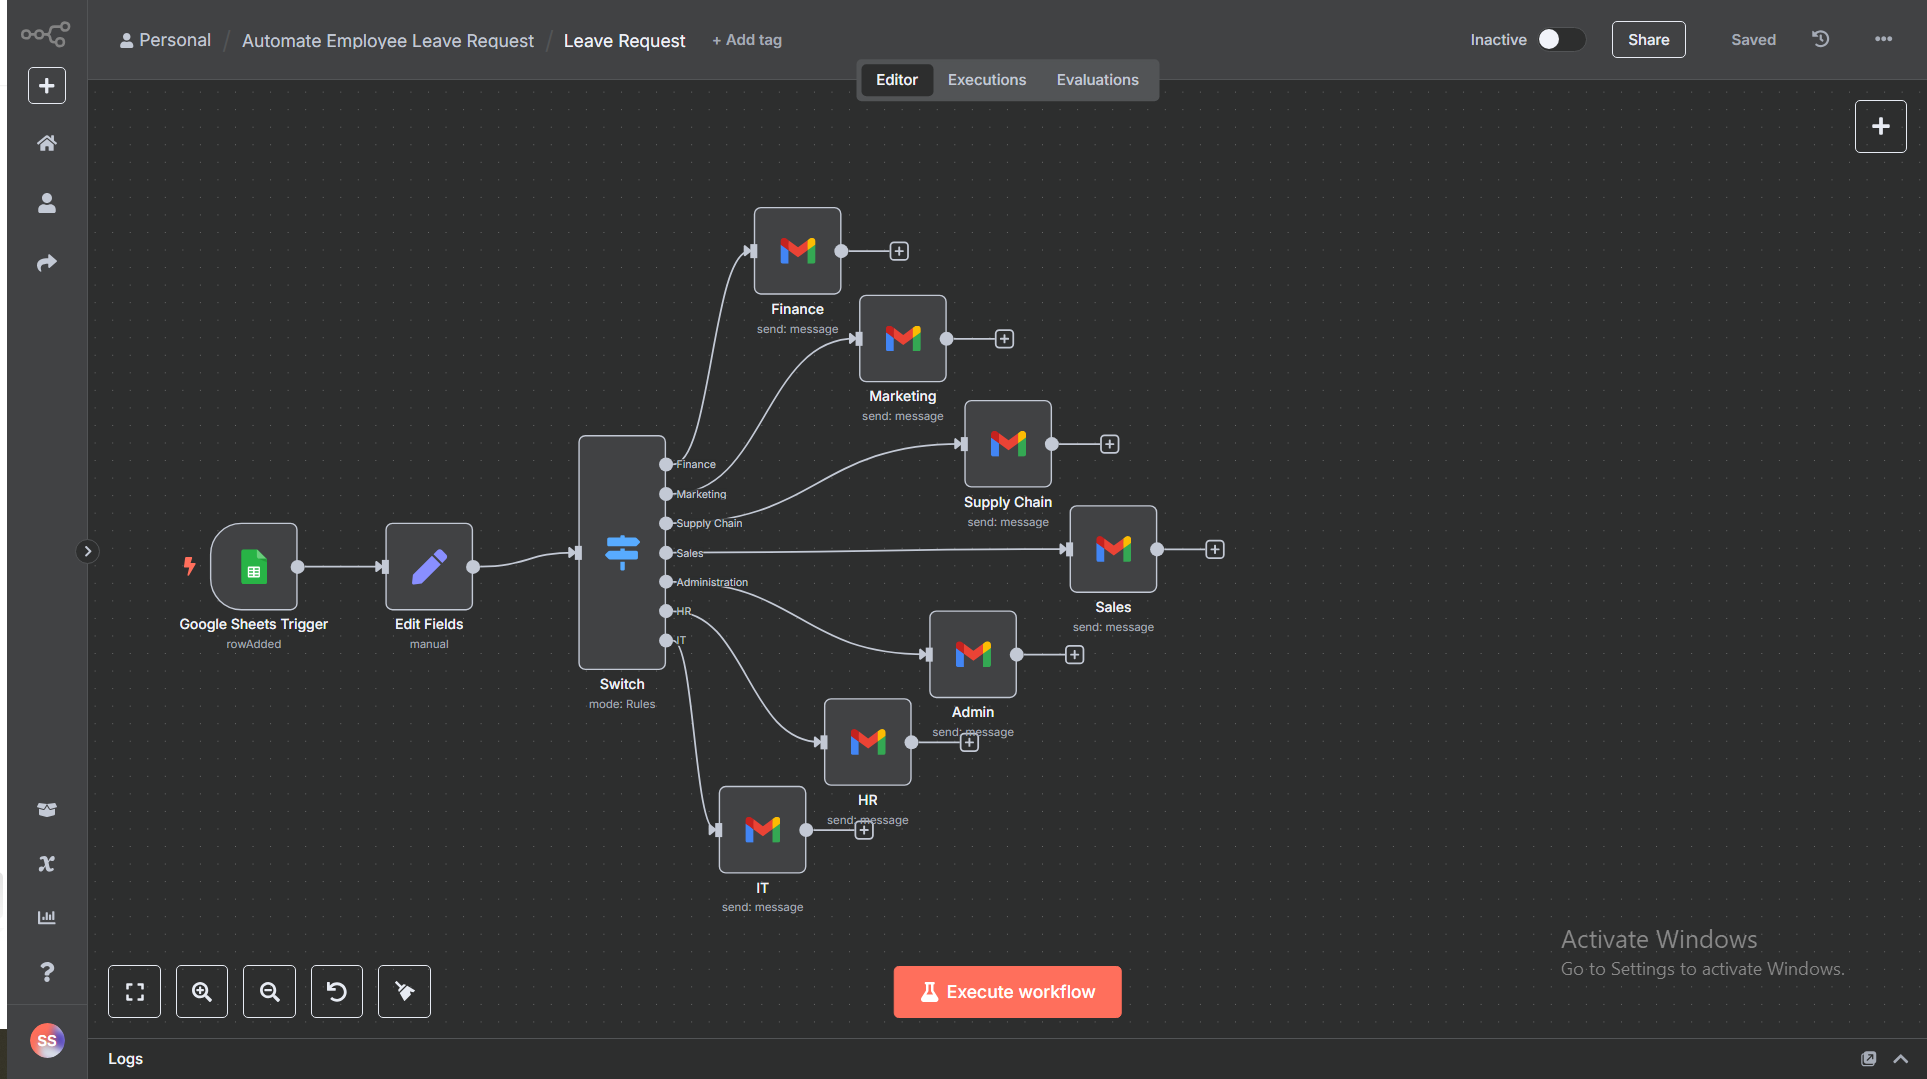 Personal / Automate Employee Leave Request / Leave Request + Add tag
Inactive Share Saved
Editor Executions Evaluations
Finance
send: message
Marketing
send: message
Supply Chain
send: message
Sales
send: message
Finance
Marketing
Supply Chain
Sales
Administration
HR
IT
Google Sheets Trigger
rowAdded
Edit Fields
manual
Switch
mode: Rules
Admin
send: message
HR
send: message
IT
send: message
Activate Windows
Go to Settings to activate Windows.
Execute workflow
SS
Logs